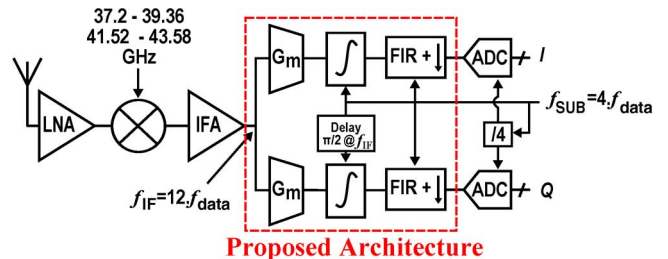 37.2 - 39.36
41.52 - 43.58
GHz
LNA
IFA
f_IF=12.f_data
G_m
∫
FIR + ↓
ADC
I
Delay
π/2 @f_IF
f_SUB=4.f_data
/4
G_m
∫
FIR + ↓
ADC
Q
Proposed Architecture